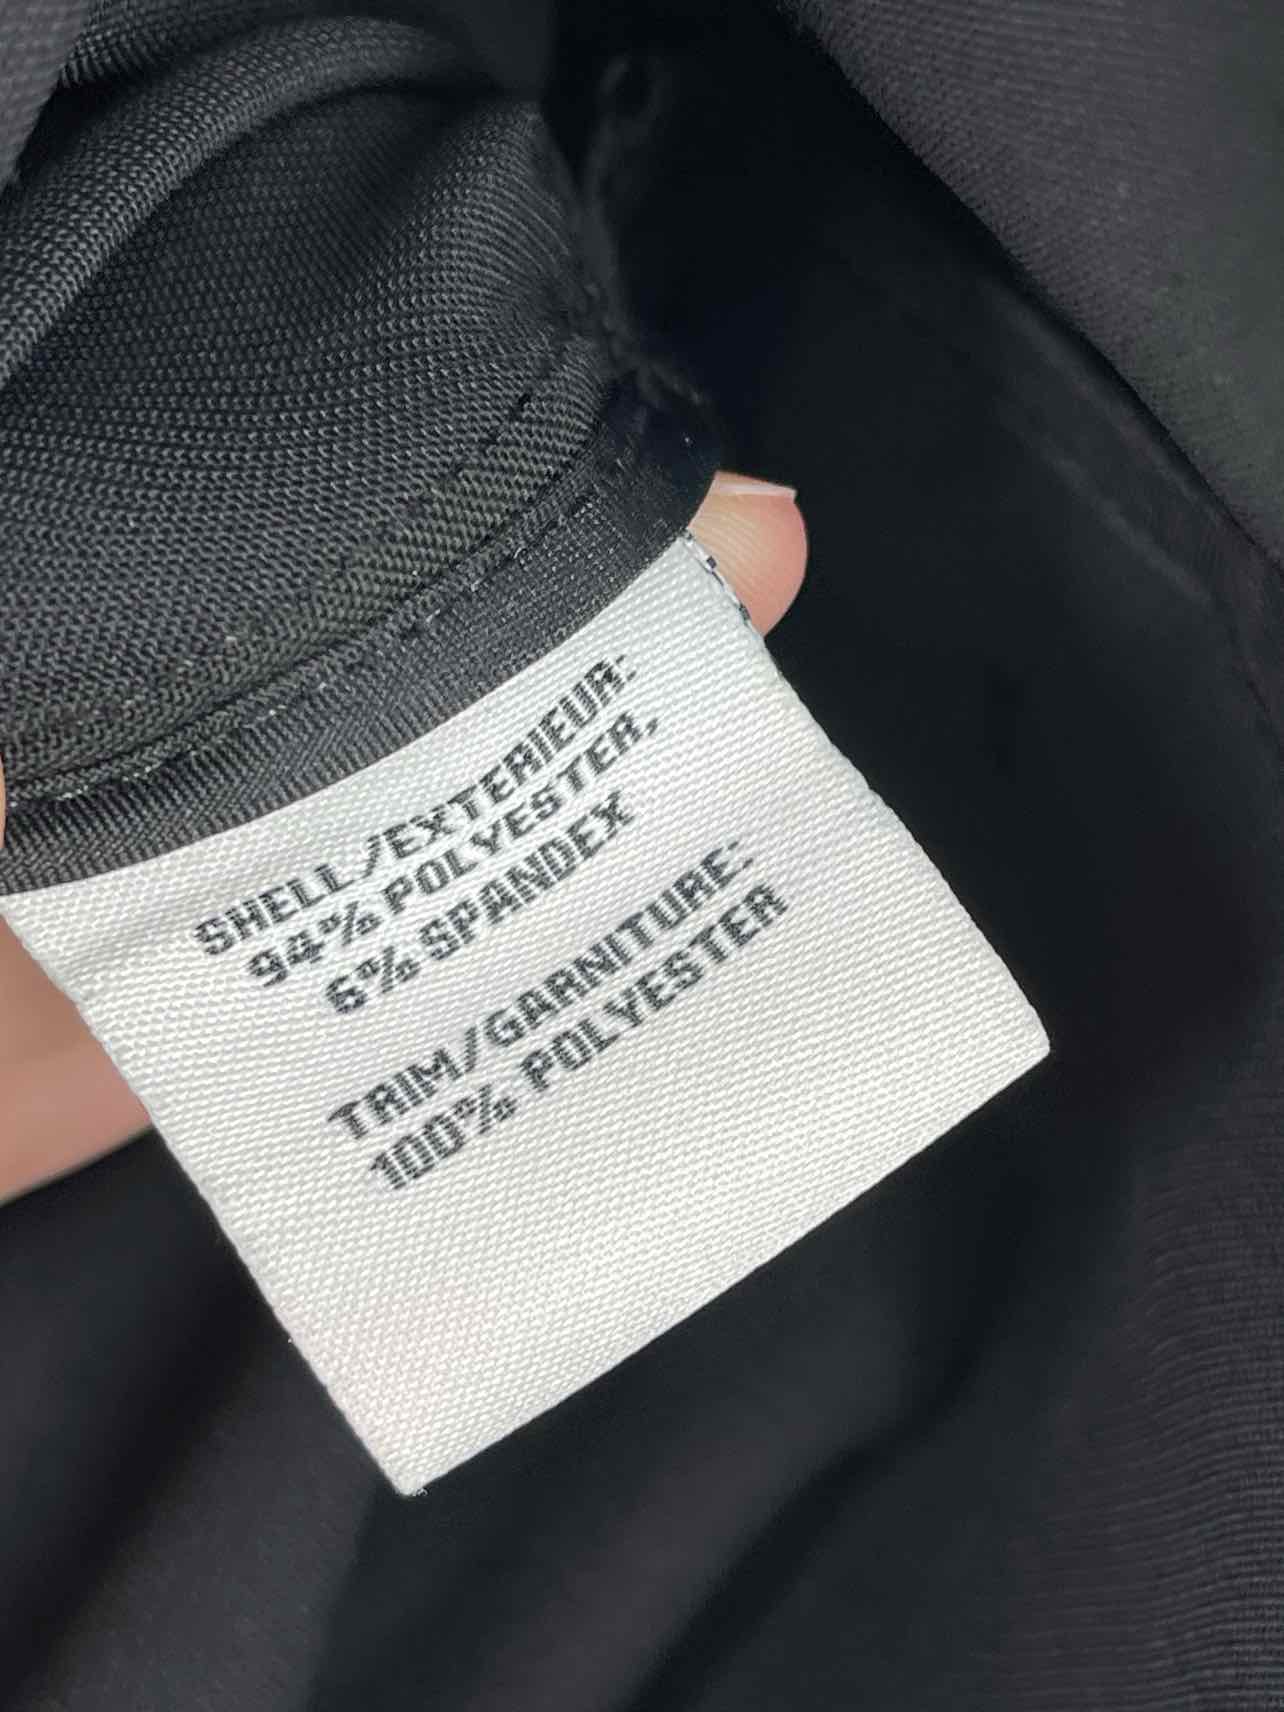 SHELL/EXTERIEUR:
94% POLYESTER,
6% SPANDEX
TRIM/GARNITURE:
100% POLYESTER